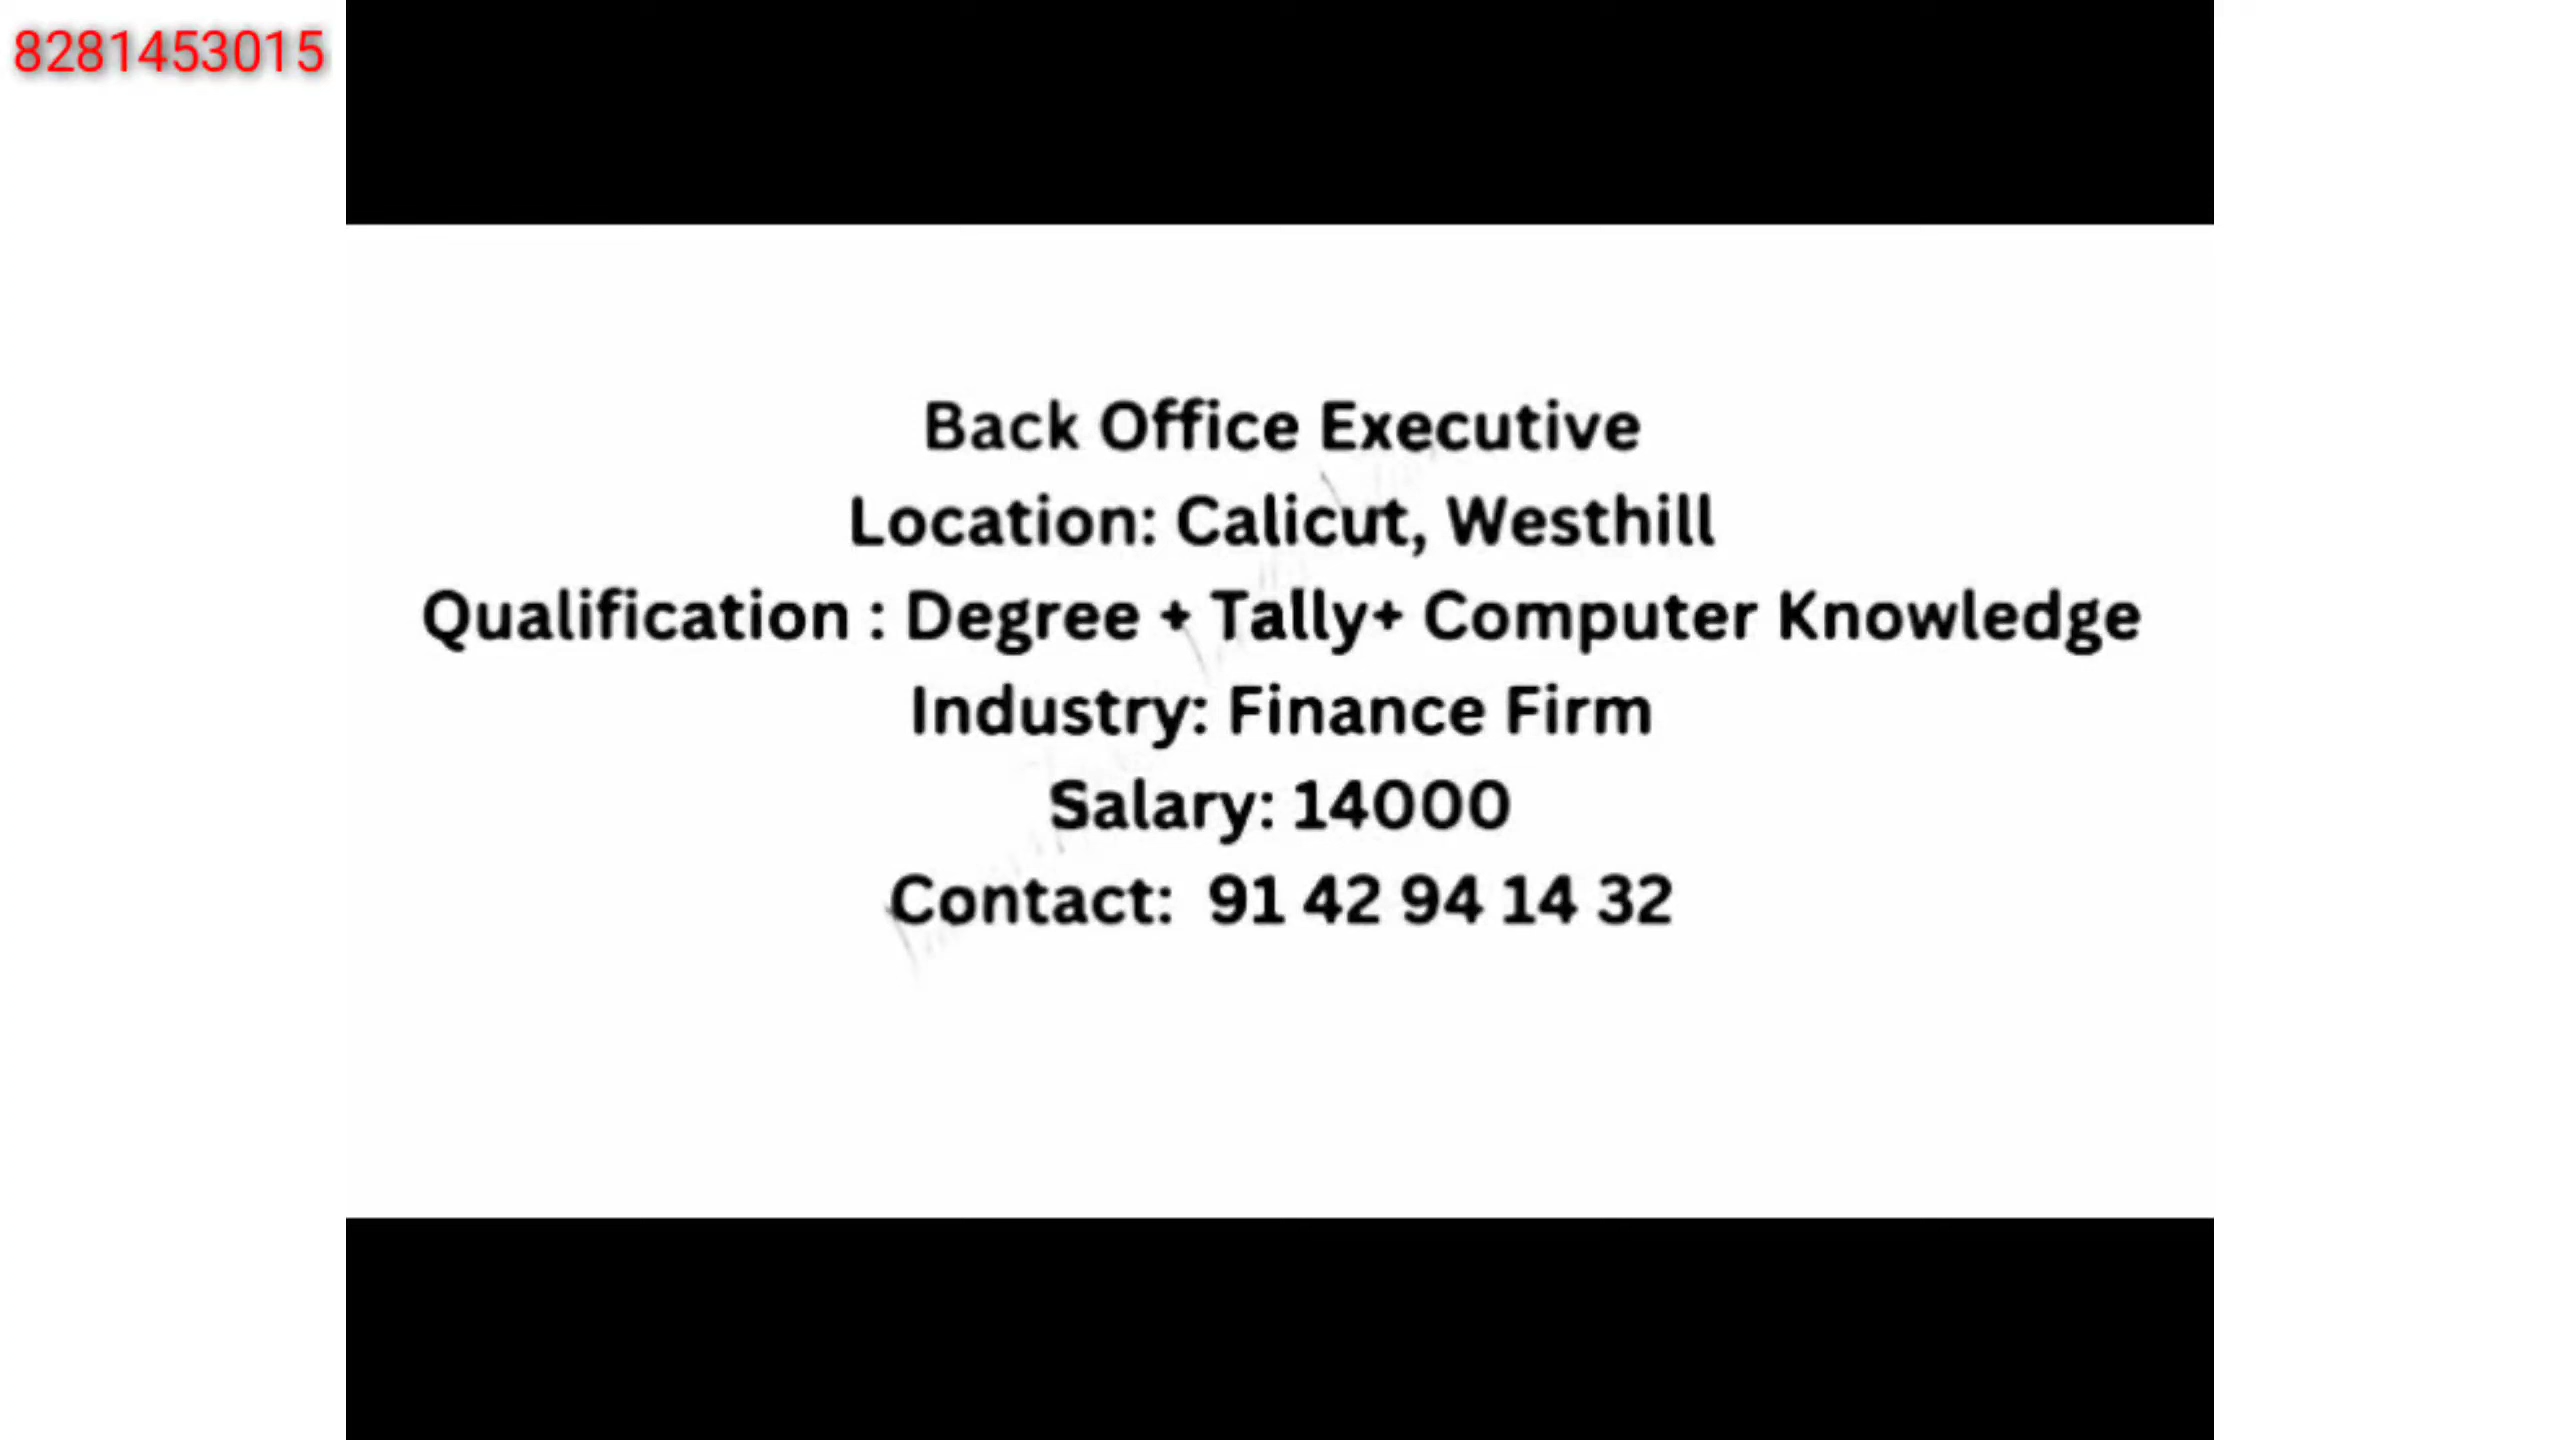 8281453015
Back Office Executive
Location: Calicut, Westhill
Qualification : Degree + Tally+ Computer Knowledge
Industry: Finance Firm
Salary: 14000
Contact: 91 42 94 14 32